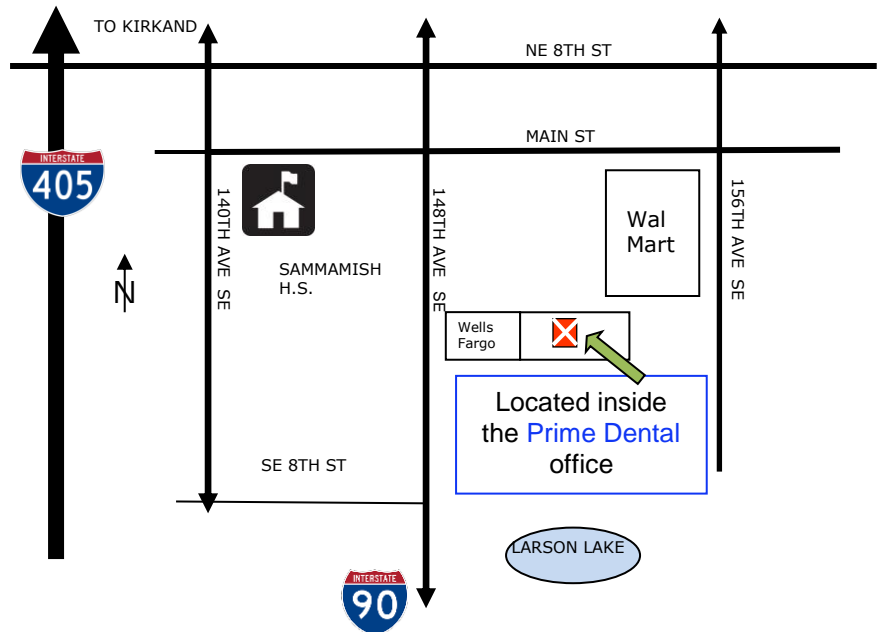 TO KIRKAND
NE 8TH ST
MAIN ST
INTERSTATE
405
140TH AVE SE
148TH AVE SE
156TH AVE SE
Wal
Mart
SAMMAMISH
H.S.
N
Wells
Fargo
Located inside
the Prime Dental
office
SE 8TH ST
LARSON LAKE
INTERSTATE
90